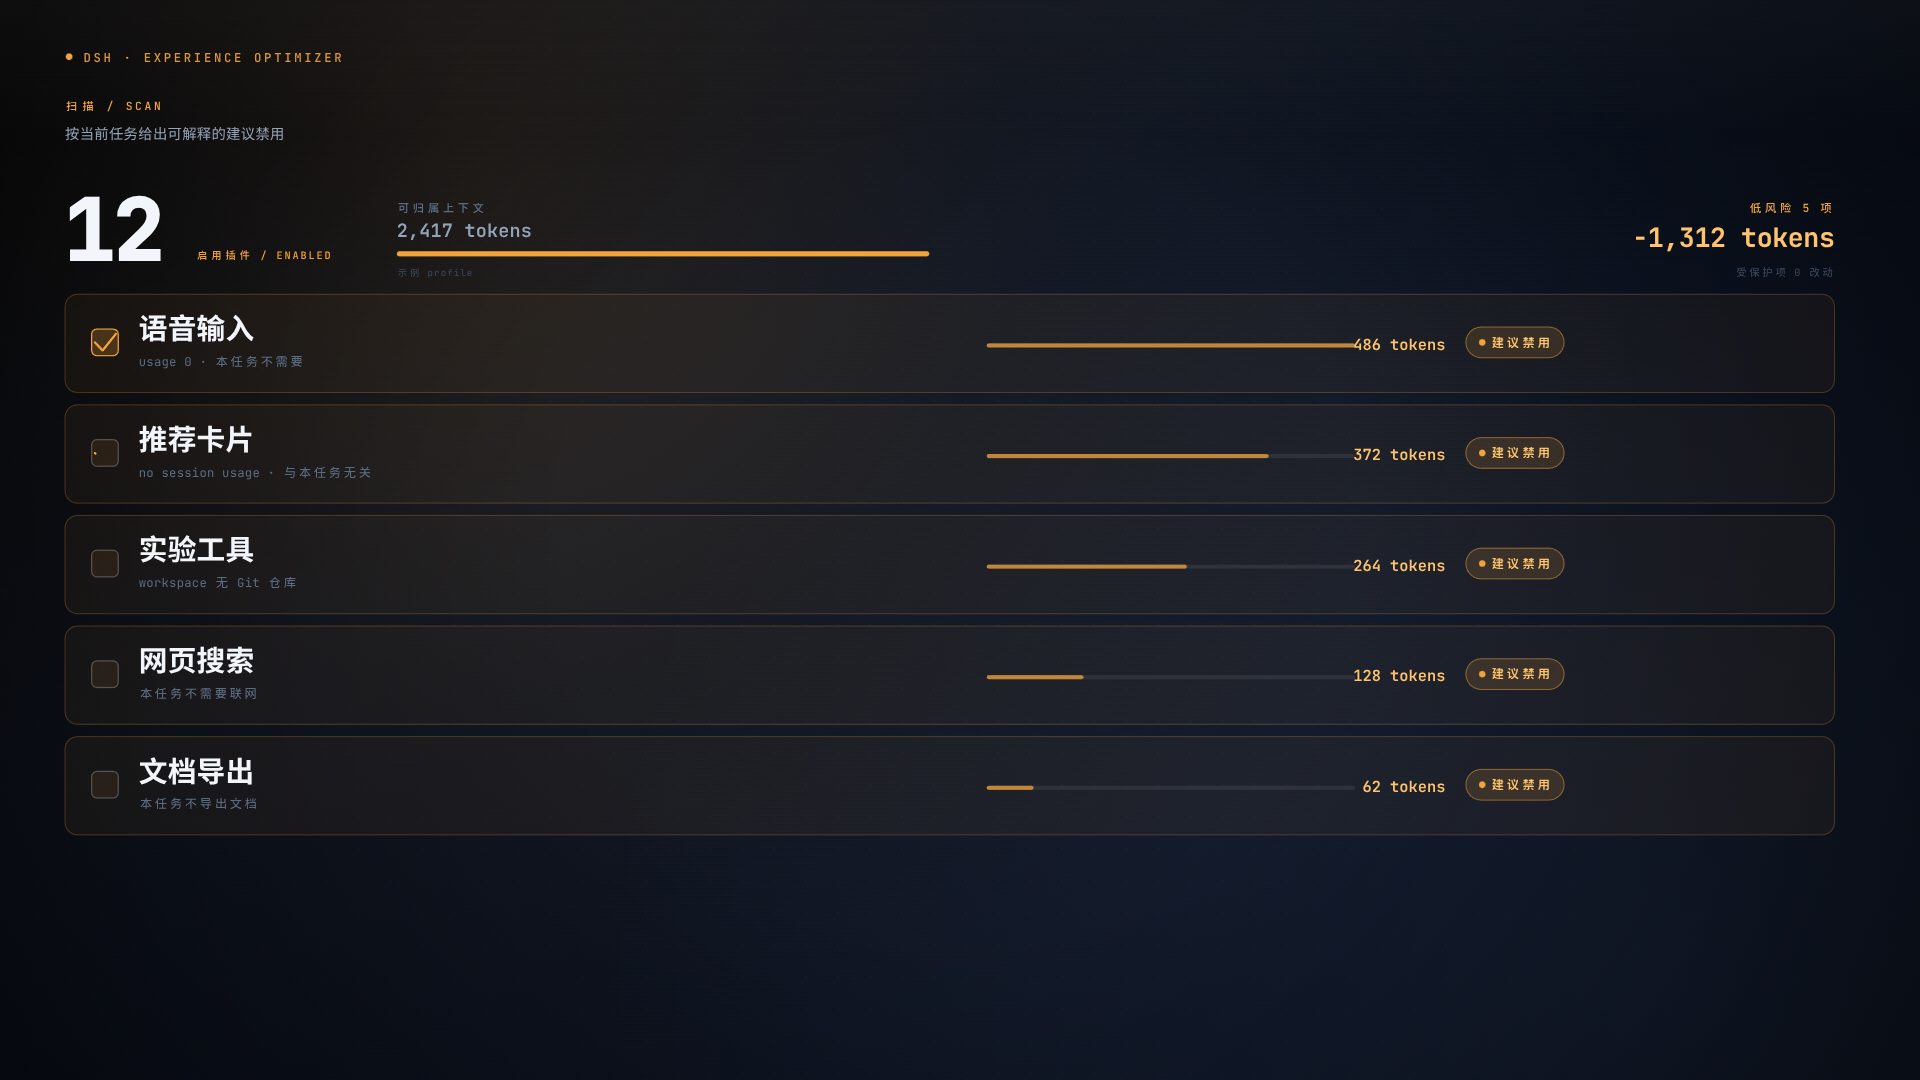 DSH · EXPERIENCE OPTIMIZER
扫描 / SCAN
按当前任务给出可解释的建议禁用
12
启用插件 / ENABLED
可归属上下文
2,417 tokens
示例 profile
低风险 5 项
-1,312 tokens
受保护项 0 改动
语音输入
usage 0 · 本任务不需要
486 tokens
建议禁用
推荐卡片
no session usage · 与本任务无关
372 tokens
建议禁用
实验工具
workspace 无 Git 仓库
264 tokens
建议禁用
网页搜索
本任务不需要联网
128 tokens
建议禁用
文档导出
本任务不导出文档
62 tokens
建议禁用